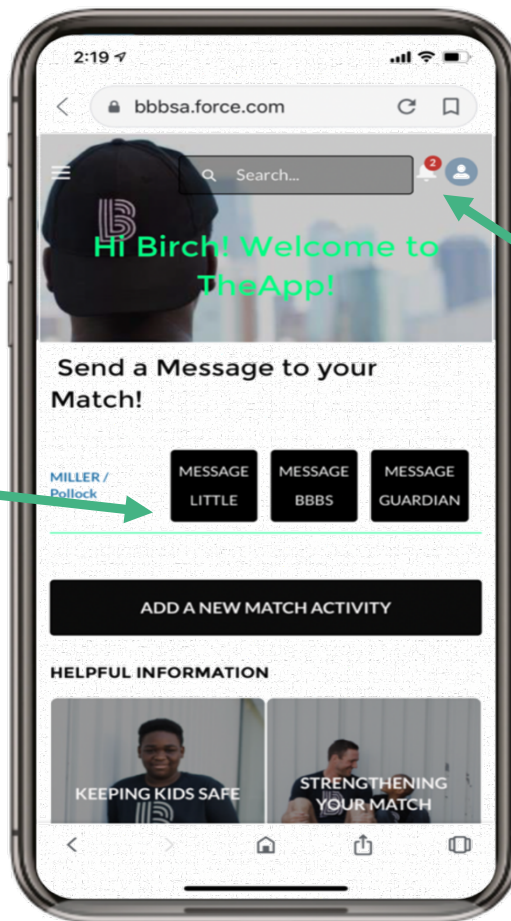 2:19
bbbsa.force.com
Search...
2
Hi Birch! Welcome to
TheApp!
Send a Message to your
Match!
MILLER /
Pollock
MESSAGE
LITTLE
MESSAGE
BBBS
MESSAGE
GUARDIAN
ADD A NEW MATCH ACTIVITY
HELPFUL INFORMATION
KEEPING KIDS SAFE
STRENGTHENING
YOUR MATCH